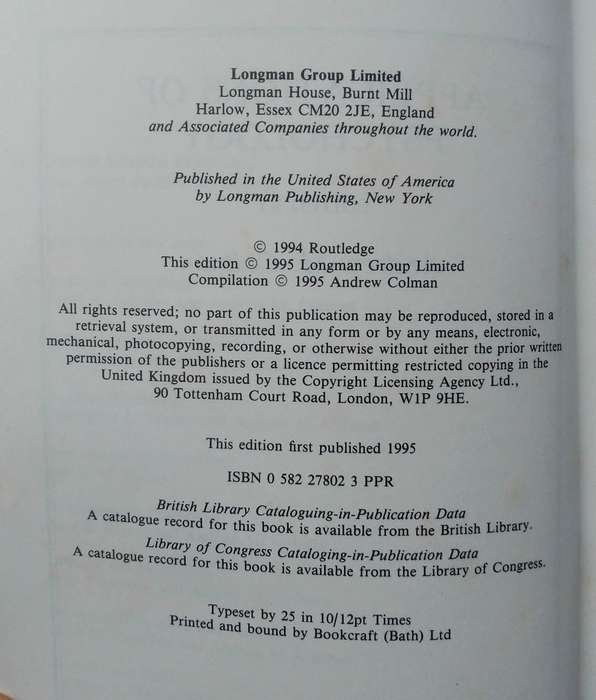 Longman Group Limited
Longman House, Burnt Mill
Harlow, Essex CM20 2JE, England
and Associated Companies throughout the world.
Published in the United States of America
by Longman Publishing, New York
© 1994 Routledge
This edition © 1995 Longman Group Limited
Compilation © 1995 Andrew Colman
All rights reserved; no part of this publication may be reproduced, stored in a
retrieval system, or transmitted in any form or by any means, electronic,
mechanical, photocopying, recording, or otherwise without either the prior written
permission of the publishers or a licence permitting restricted copying in the
United Kingdom issued by the Copyright Licensing Agency Ltd.,
90 Tottenham Court Road, London, W1P 9HE.
This edition first published 1995
ISBN 0 582 27802 3 PPR
British Library Cataloguing-in-Publication Data
A catalogue record for this book is available from the British Library.
Library of Congress Cataloging-in-Publication Data
A catalogue record for this book is available from the Library of Congress.
Typeset by 25 in 10/12pt Times
Printed and bound by Bookcraft (Bath) Ltd